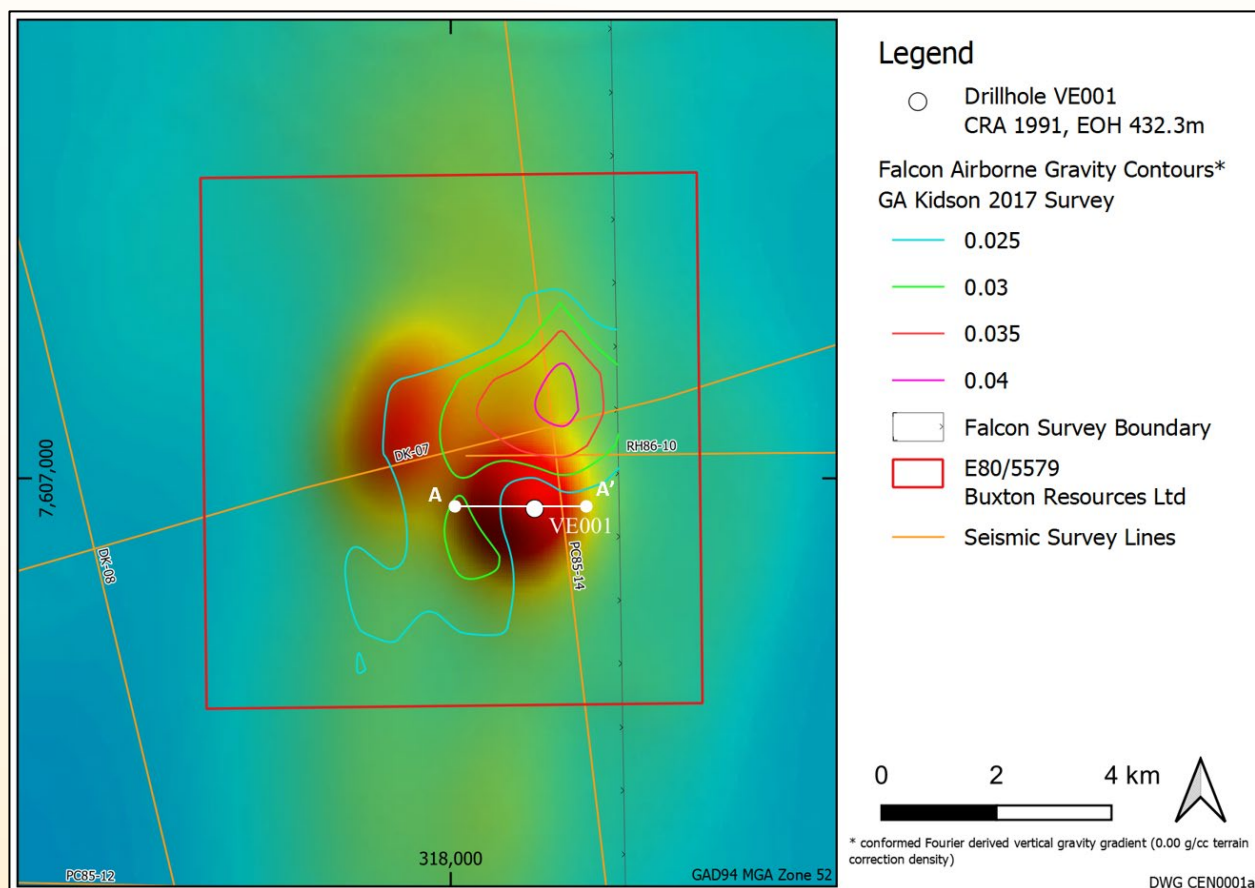 Legend
Drillhole VE001
CRA 1991, EOH 432.3m
Falcon Airborne Gravity Contours*
GA Kidson 2017 Survey
0.025
0.03
0.035
0.04
Falcon Survey Boundary
E80/5579
Buxton Resources Ltd
Seismic Survey Lines
0 2 4 km
* conformed Fourier derived vertical gravity gradient (0.00 g/cc terrain
correction density)
DWG CEN0001a
7,607,000
DK-07
RH86-10
A
A'
VE001
PC85-14
DK-08
318,000
PC85-12
GAD94 MGA Zone 52